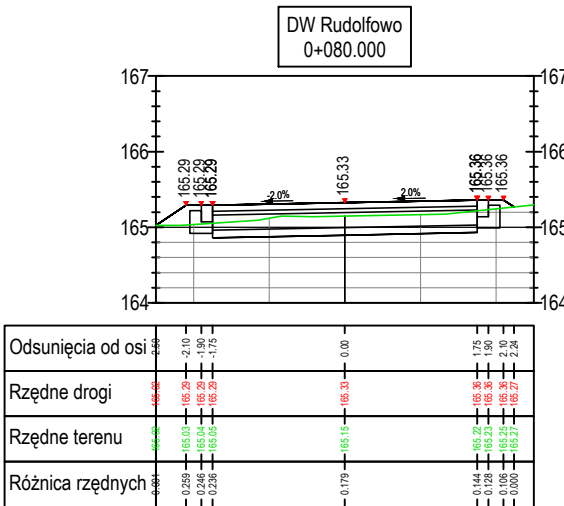 DW Rudolfowo
0+080.000
167 167
166 166
165 165
164 164
165.29 165.29 165.29 165.33 165.36 165.36 165.36
-2.0% 2.0%
Odsunięcia od osi -2.10 -1.90 -1.75 0.00 1.75 1.90 2.10 2.24
Rzędne drogi 165.02 165.29 165.29 165.29 165.33 165.36 165.36 165.36 165.27
Rzędne terenu 165.02 165.03 165.04 165.05 165.15 165.22 165.23 165.25 165.27
Różnica rzędnych 0.259 0.246 0.236 0.179 0.144 0.128 0.106 0.000